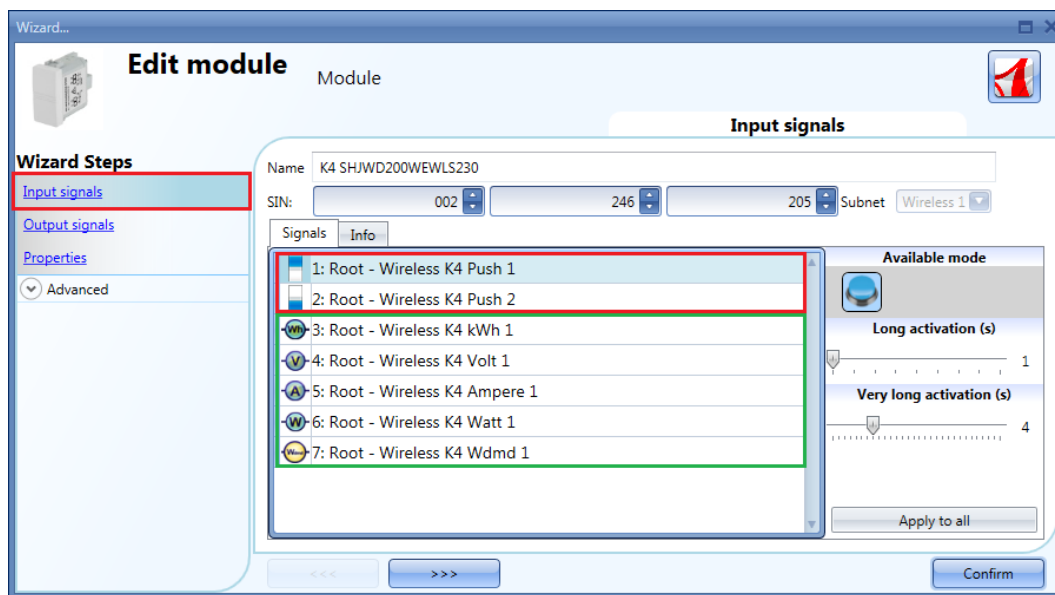 Wizard...
Edit module
Module
Input signals
Wizard Steps
Input signals
Output signals
Properties
Advanced
Name K4 SHJWD200WEWLS230
SIN: 002 246 205 Subnet Wireless 1
Signals Info
1: Root - Wireless K4 Push 1
2: Root - Wireless K4 Push 2
Wh 3: Root - Wireless K4 kWh 1
V 4: Root - Wireless K4 Volt 1
A 5: Root - Wireless K4 Ampere 1
W 6: Root - Wireless K4 Watt 1
7: Root - Wireless K4 Wdmd 1
Available mode
Long activation (s)
1
Very long activation (s)
4
Apply to all
<<< >>> Confirm